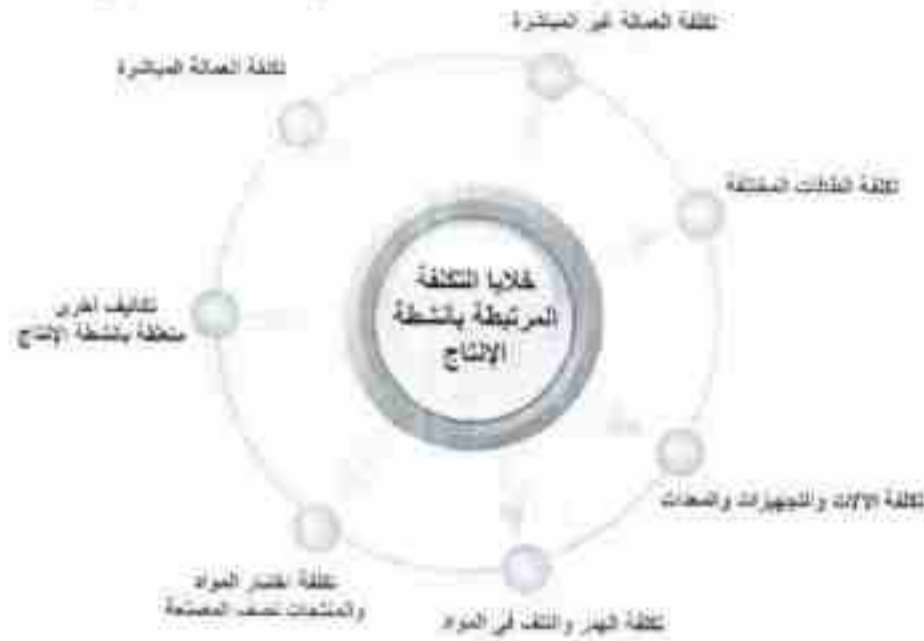 تكلفة العمالة غير المباشرة
تكلفة العمالة المباشرة
تكلفة الطاقات المختلفة
خلايا التكلفة
المرتبطة بأنشطة
الإنتاج
تكاليف أخرى
متعلقة بأنشطة الإنتاج
تكلفة الآلات والتجهيزات والمعدات
تكلفة اختبار المواد
والمنتجات نصف المصنعة
تكلفة الهدر والتلف في المواد